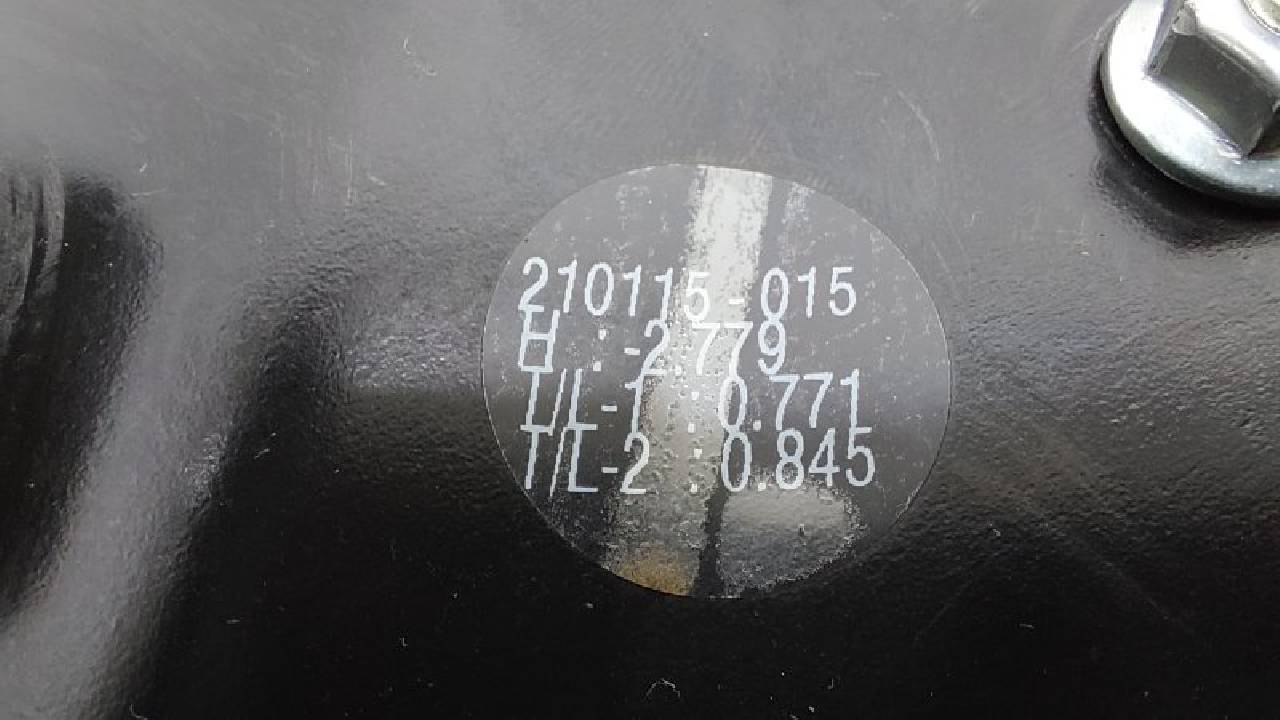 210115-015
H : -2.779
T/L-1 : 0.771
T/L-2 : 0.845